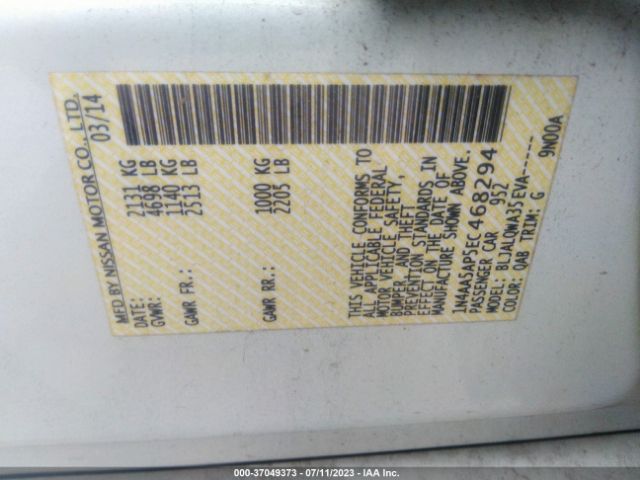 MFD BY NISSAN MOTOR CO., LTD.
DATE: 03/14
GVWR: 2131 KG
4698 LB
GAWR FR.: 1140 KG
2513 LB
GAWR RR.: 1000 KG
2205 LB
THIS VEHICLE CONFORMS TO
ALL APPLICABLE FEDERAL
MOTOR VEHICLE SAFETY,
BUMPER, AND THEFT
PREVENTION STANDARDS IN
EFFECT ON THE DATE OF
MANUFACTURE SHOWN ABOVE.
1N4AA5AP5EC468294
PASSENGER CAR 952
MODEL: BLJALQWA35EVA-----
COLOR: QAB TRIM: G 9N00A
000-37049373 - 07/11/2023 - IAA Inc.